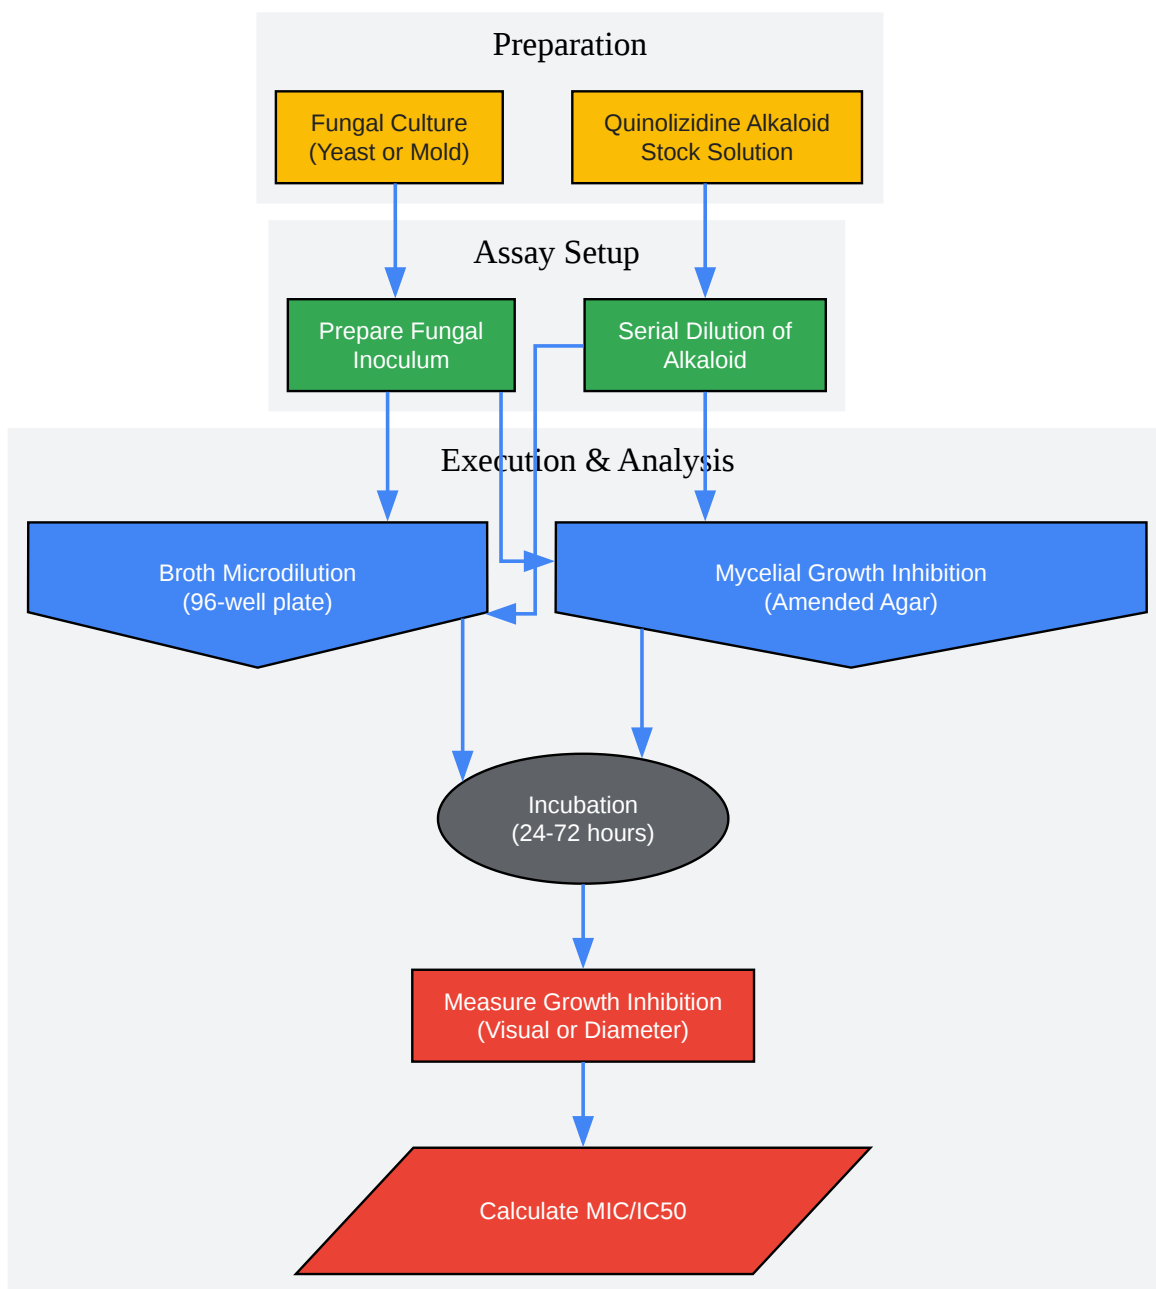 Preparation
Fungal Culture
(Yeast or Mold)
Quinolizidine Alkaloid
Stock Solution
Assay Setup
Prepare Fungal
Inoculum
Serial Dilution of
Alkaloid
Execution & Analysis
Broth Microdilution
(96-well plate)
Mycelial Growth Inhibition
(Amended Agar)
Incubation
(24-72 hours)
Measure Growth Inhibition
(Visual or Diameter)
Calculate MIC/IC50